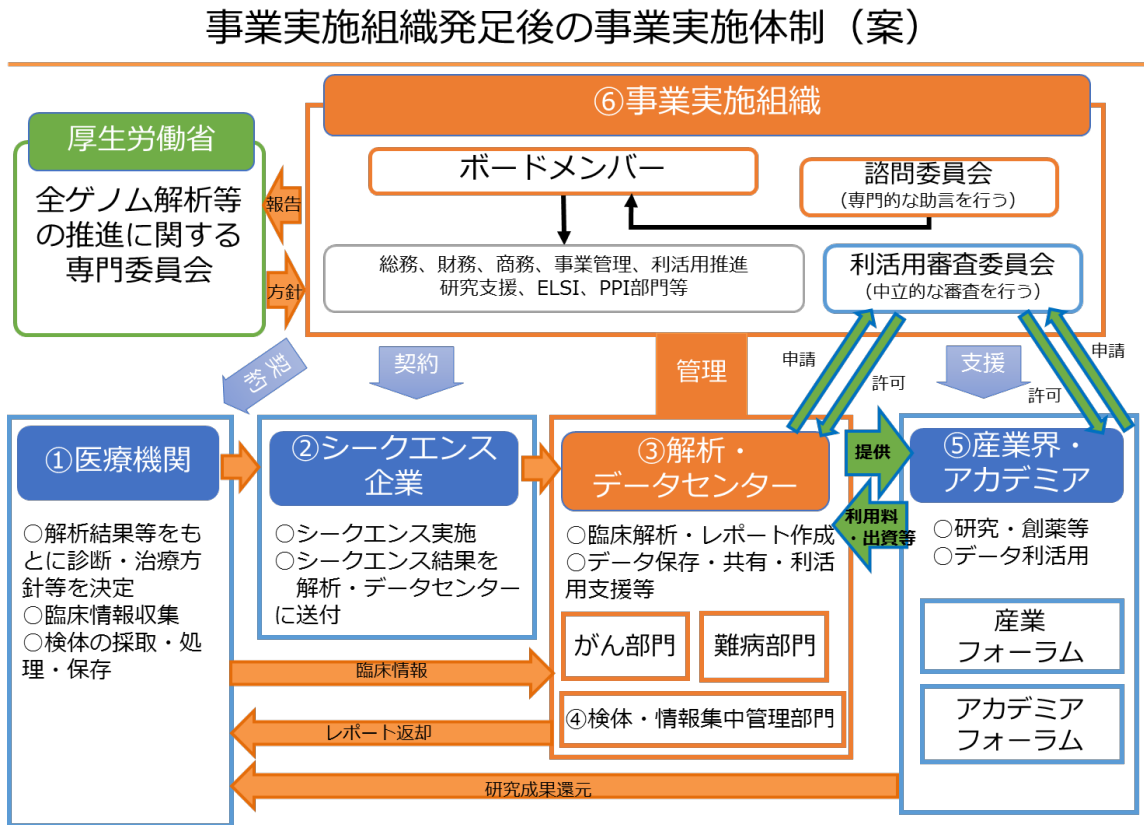 事業実施組織発足後の事業実施体制（案）
⑥事業実施組織
厚生労働省
全ゲノム解析等
の推進に関する
専門委員会
報告
方針
ボードメンバー
諮問委員会
（専門的な助言を行う）
総務、財務、商務、事業管理、利活用推進
研究支援、ELSI、PPI部門等
利活用審査委員会
（中立的な審査を行う）
契約
契約
管理
支援
申請
許可
申請
許可
①医療機関
○解析結果等をも
とに診断・治療方
針等を決定
○臨床情報収集
○検体の採取・処
理・保存
②シークエンス
企業
○シークエンス実施
○シークエンス結果を
解析・データセンター
に送付
③解析・
データセンター
○臨床解析・レポート作成
○データ保存・共有・利活
用支援等
がん部門
難病部門
④検体・情報集中管理部門
提供
利用料
・出資等
⑤産業界・
アカデミア
○研究・創薬等
○データ利活用
産業
フォーラム
アカデミア
フォーラム
臨床情報
レポート返却
研究成果還元